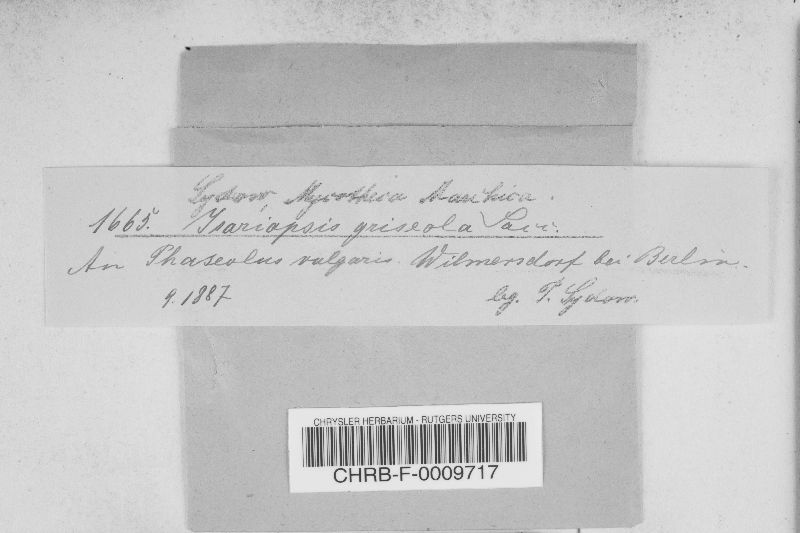 Sydow Mycotheca Marchica.
1665. Isariopsis griseola Sacc.
An Phaseolus vulgaris. Wilmersdorf bei Berlin.
9. 1887 leg. P. Sydow.
CHRYSLER HERBARIUM - RUTGERS UNIVERSITY
CHRB-F-0009717